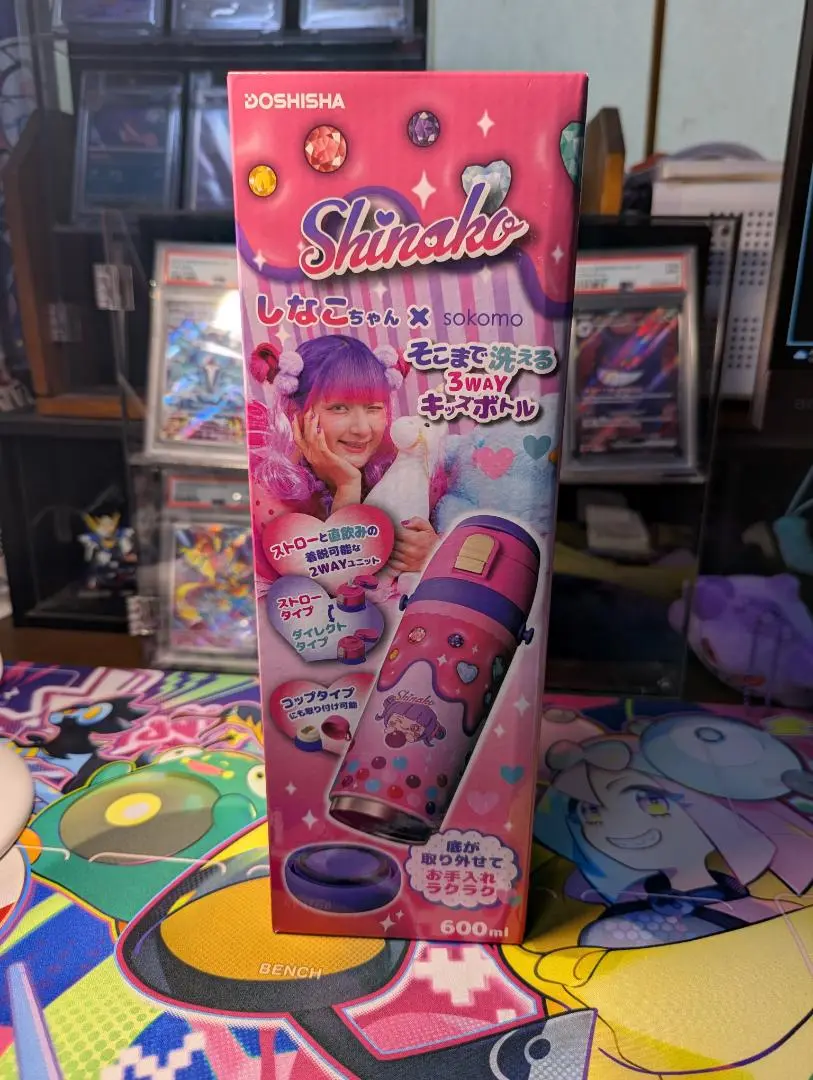 DOSHISHA
Shinako
しなこちゃん × sokomo
そこまで洗える
3WAY
キッズボトル
ストローと直飲みの
着脱可能な
2WAYユニット
ストロー
タイプ
ダイレクト
タイプ
コップタイプ
にも取り付け可能
Shinako
底が
取り外せて
お手入れ
ラクラク
600ml
BENCH